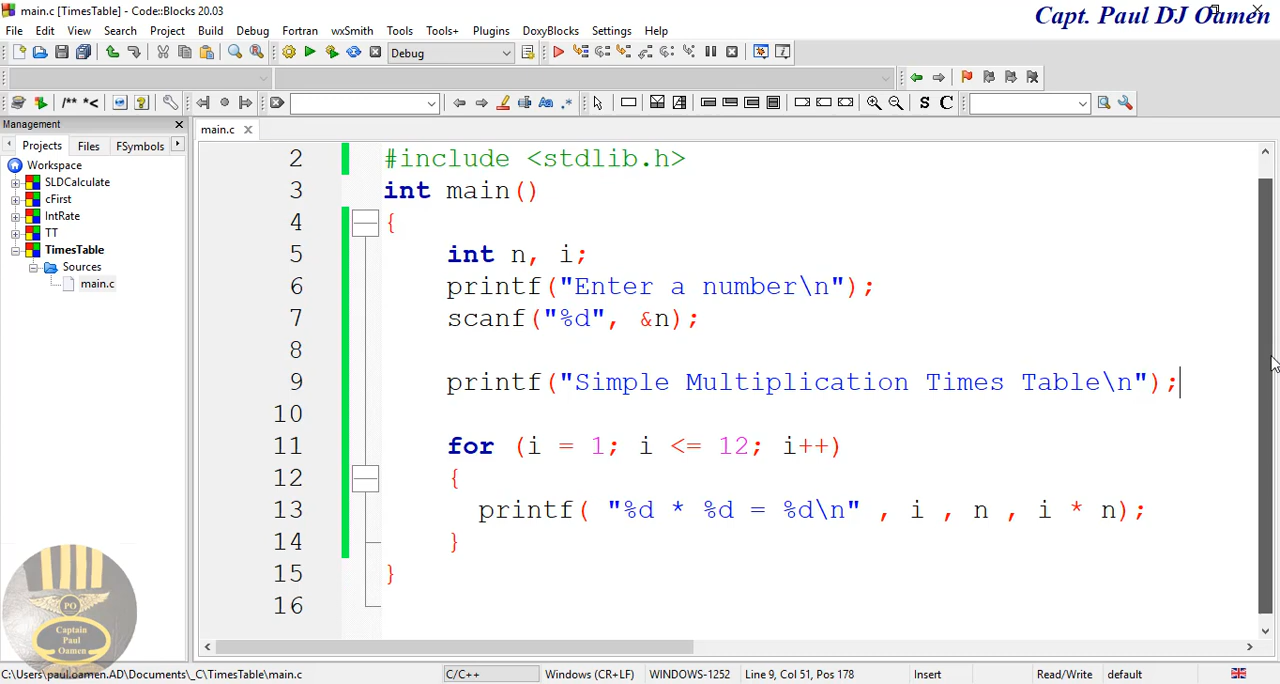 main.c [TimesTable] - Code::Blocks 20.03
Capt. Paul DJ Oamen
File Edit View Search Project Build Debug Fortran wxSmith Tools Tools+ Plugins DoxyBlocks Settings Help
Debug
/** *<
S C
Management
main.c
Projects Files FSymbols
Workspace
SLDCalculate
cFirst
IntRate
TT
TimesTable
Sources
main.c
2 #include <stdlib.h>
3 int main()
4 {
5 int n, i;
6 printf("Enter a number\n");
7 scanf("%d", &n);
8
9 printf("Simple Multiplication Times Table\n");
10
11 for (i = 1; i <= 12; i++)
12 {
13 printf( "%d * %d = %d\n" , i , n , i * n);
14 }
15 }
16
PO
Captain
Paul
Oamen
C:\Users\paul.oamen.AD\Documents\_C\TimesTable\main.c C/C++ Windows (CR+LF) WINDOWS-1252 Line 9, Col 51, Pos 178 Insert Read/Write default